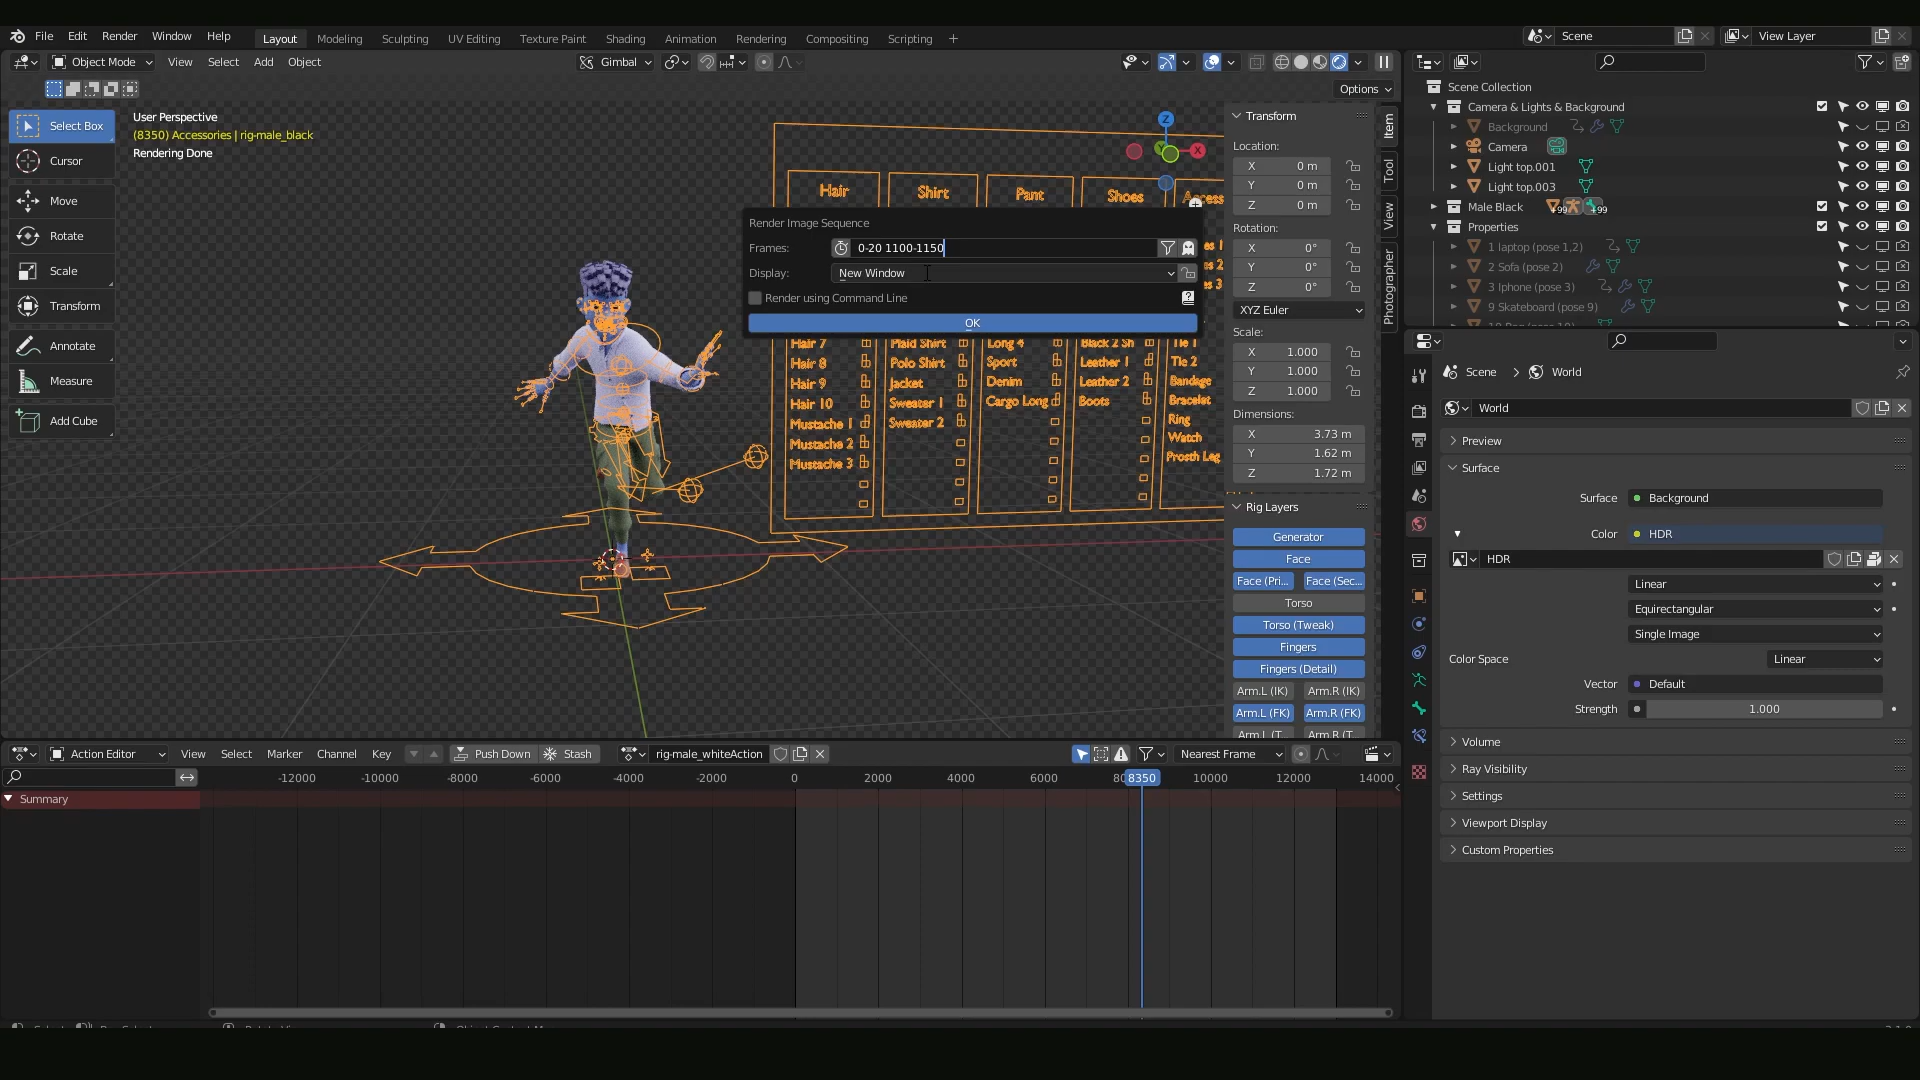 File Edit Render Window Help Layout Modeling Sculpting UV Editing Texture Paint Shading Animation Rendering Compositing Scripting + Scene View Layer
Object Mode View Select Add Object Gimbal
Options
Select Box
Cursor
Move
Rotate
Scale
Transform
Annotate
Measure
Add Cube
User Perspective
(8350) Accessories | rig-male_black
Rendering Done
Z
X
Hair Shirt Pant Shoes
Render Image Sequence
Frames: 0-20 1100-1150
Display: New Window
Render using Command Line
OK
Hair 7
Hair 8
Hair 9
Hair 10
Mustache 1
Mustache 2
Mustache 3
Plaid Shirt
Polo Shirt
Jacket
Sweater 1
Sweater 2
Long 4
Sport
Denim
Cargo Long
Black 2 Sh
Leather 1
Leather 2
Boots
Tie 1
Tie 2
Bandage
Bracelet
Ring
Watch
Prosth Leg
Transform
Location:
X 0 m
Y 0 m
Z 0 m
Rotation:
X 0°
Y 0°
Z 0°
XYZ Euler
Scale:
X 1.000
Y 1.000
Z 1.000
Dimensions:
X 3.73 m
Y 1.62 m
Z 1.72 m
Rig Layers
Generator
Face
Face (Pri... Face (Sec...
Torso
Torso (Tweak)
Fingers
Fingers (Detail)
Arm.L (IK) Arm.R (IK)
Arm.L (FK) Arm.R (FK)
Arm.L (T... Arm.R (T...
Item
Tool
View
Photographer
Scene Collection
Camera & Lights & Background
Background
Camera
Light top.001
Light top.003
Male Black +99 +99
Properties
1 laptop (pose 1,2)
2 Sofa (pose 2)
3 Iphone (pose 3)
9 Skateboard (pose 9)
Scene > World
World
Preview
Surface
Surface Background
Color HDR
HDR
Linear
Equirectangular
Single Image
Color Space Linear
Vector Default
Strength 1.000
Volume
Ray Visibility
Settings
Viewport Display
Custom Properties
Action Editor View Select Marker Channel Key Push Down Stash rig-male_whiteAction Nearest Frame
-12000 -10000 -8000 -6000 -4000 -2000 0 2000 4000 6000 8350 10000 12000 14000
Summary